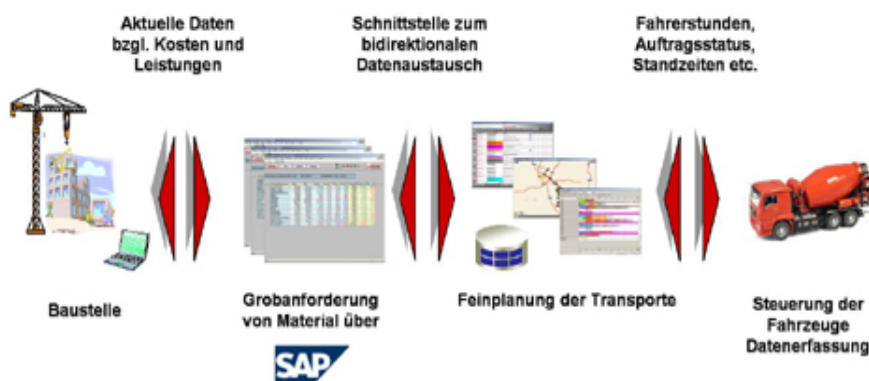 Aktuelle Daten
bzgl. Kosten und
Leistungen
Schnittstelle zum
bidirektionalen
Datenaustausch
Fahrerstunden,
Auftragsstatus,
Standzeiten etc.
Baustelle
Grobanforderung
von Material über
SAP
Feinplanung der Transporte
Steuerung der
Fahrzeuge
Datenerfassung